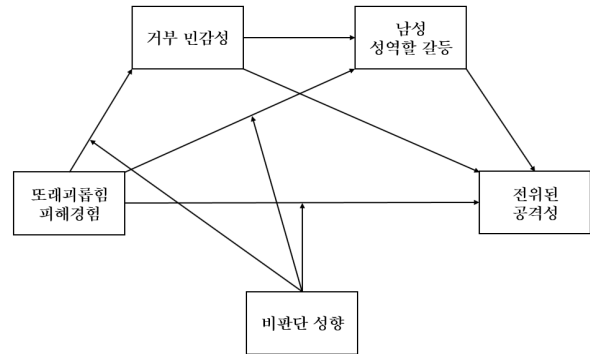 거부 민감성
남성
성역할 갈등
또래괴롭힘
피해경험
전위된
공격성
비판단 성향